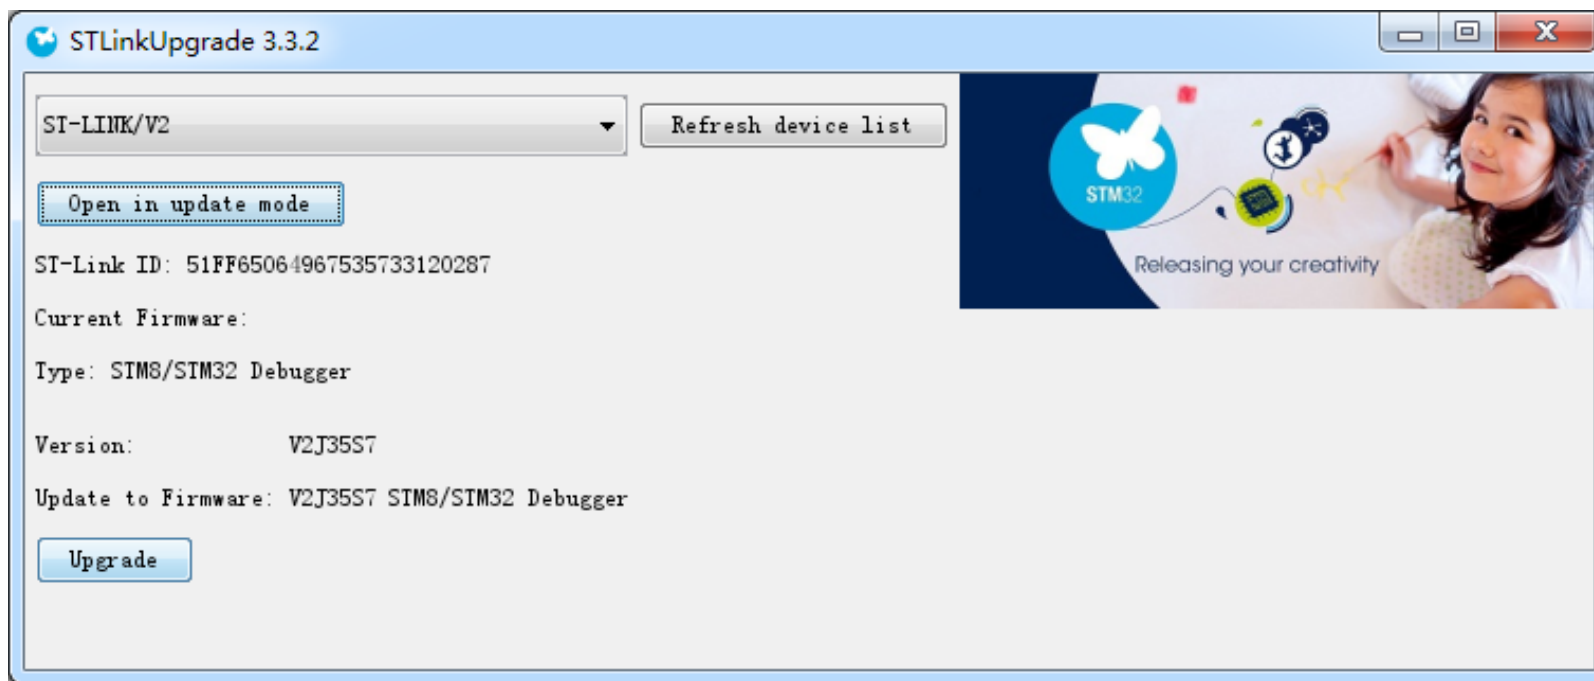 STLinkUpgrade 3.3.2
ST-LINK/V2
Refresh device list
Open in update mode
ST-Link ID: 51FF65064967535733120287
Current Firmware:
Type: STM8/STM32 Debugger
Version: V2J35S7
Update to Firmware: V2J35S7 STM8/STM32 Debugger
Upgrade
STM32
Releasing your creativity